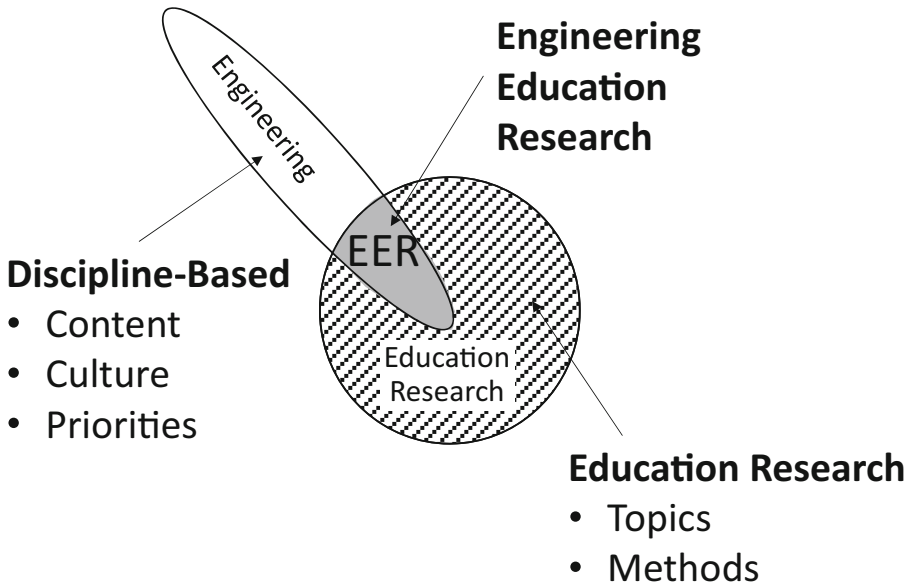 Engineering
Engineering
Education
Research
EER
Discipline-Based
• Content
• Culture
• Priorities
Education
Research
Education Research
• Topics
• Methods